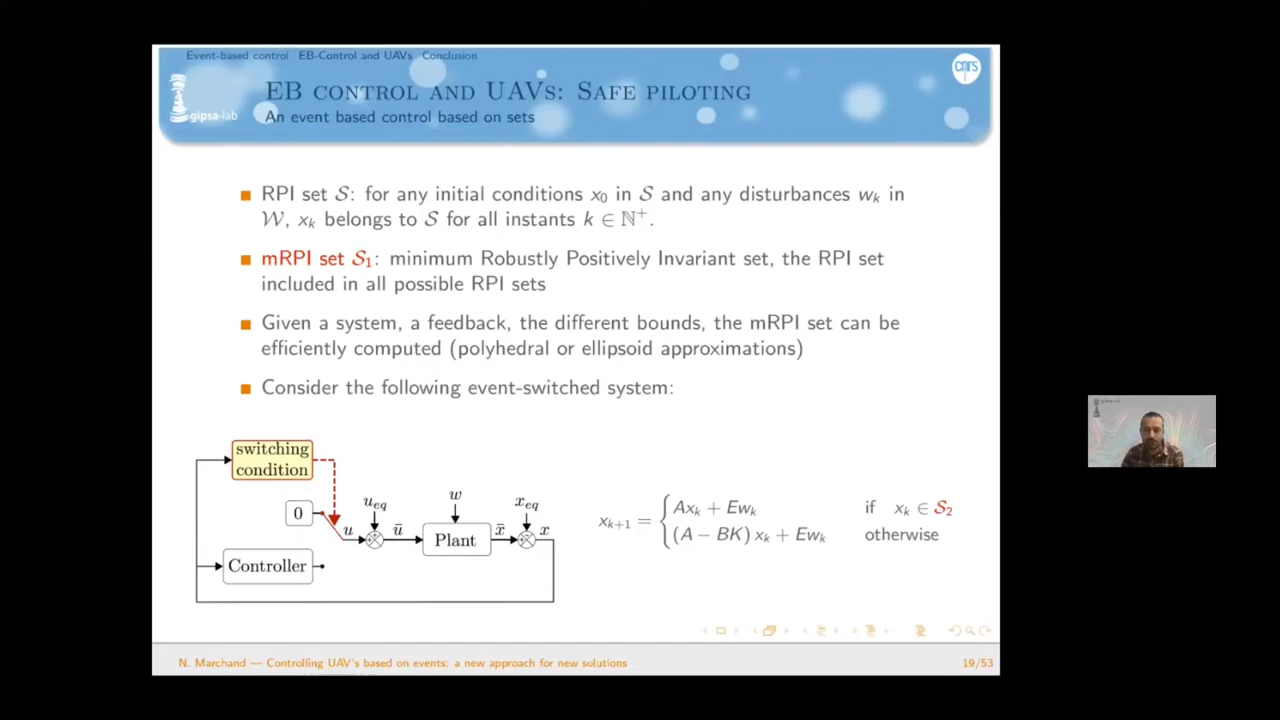 Event-based control EB-Control and UAVs Conclusion
EB CONTROL AND UAVS: SAFE PILOTING
An event based control based on sets
gipsa-lab
cnrs
■ RPI set 𝒮: for any initial conditions x₀ in 𝒮 and any disturbances wₖ in
𝒲, xₖ belongs to 𝒮 for all instants k ∈ ℕ⁺.
■ mRPI set 𝒮₁: minimum Robustly Positively Invariant set, the RPI set
included in all possible RPI sets
■ Given a system, a feedback, the different bounds, the mRPI set can be
efficiently computed (polyhedral or ellipsoid approximations)
■ Consider the following event-switched system:
switching
condition
0
Controller
u
u_eq
ū
w
Plant
x̄
x_eq
x
xₖ₊₁ = {
Axₖ + Ewₖ if xₖ ∈ 𝒮₂
(A − BK) xₖ + Ewₖ otherwise
N. Marchand — Controlling UAV's based on events: a new approach for new solutions
19/53